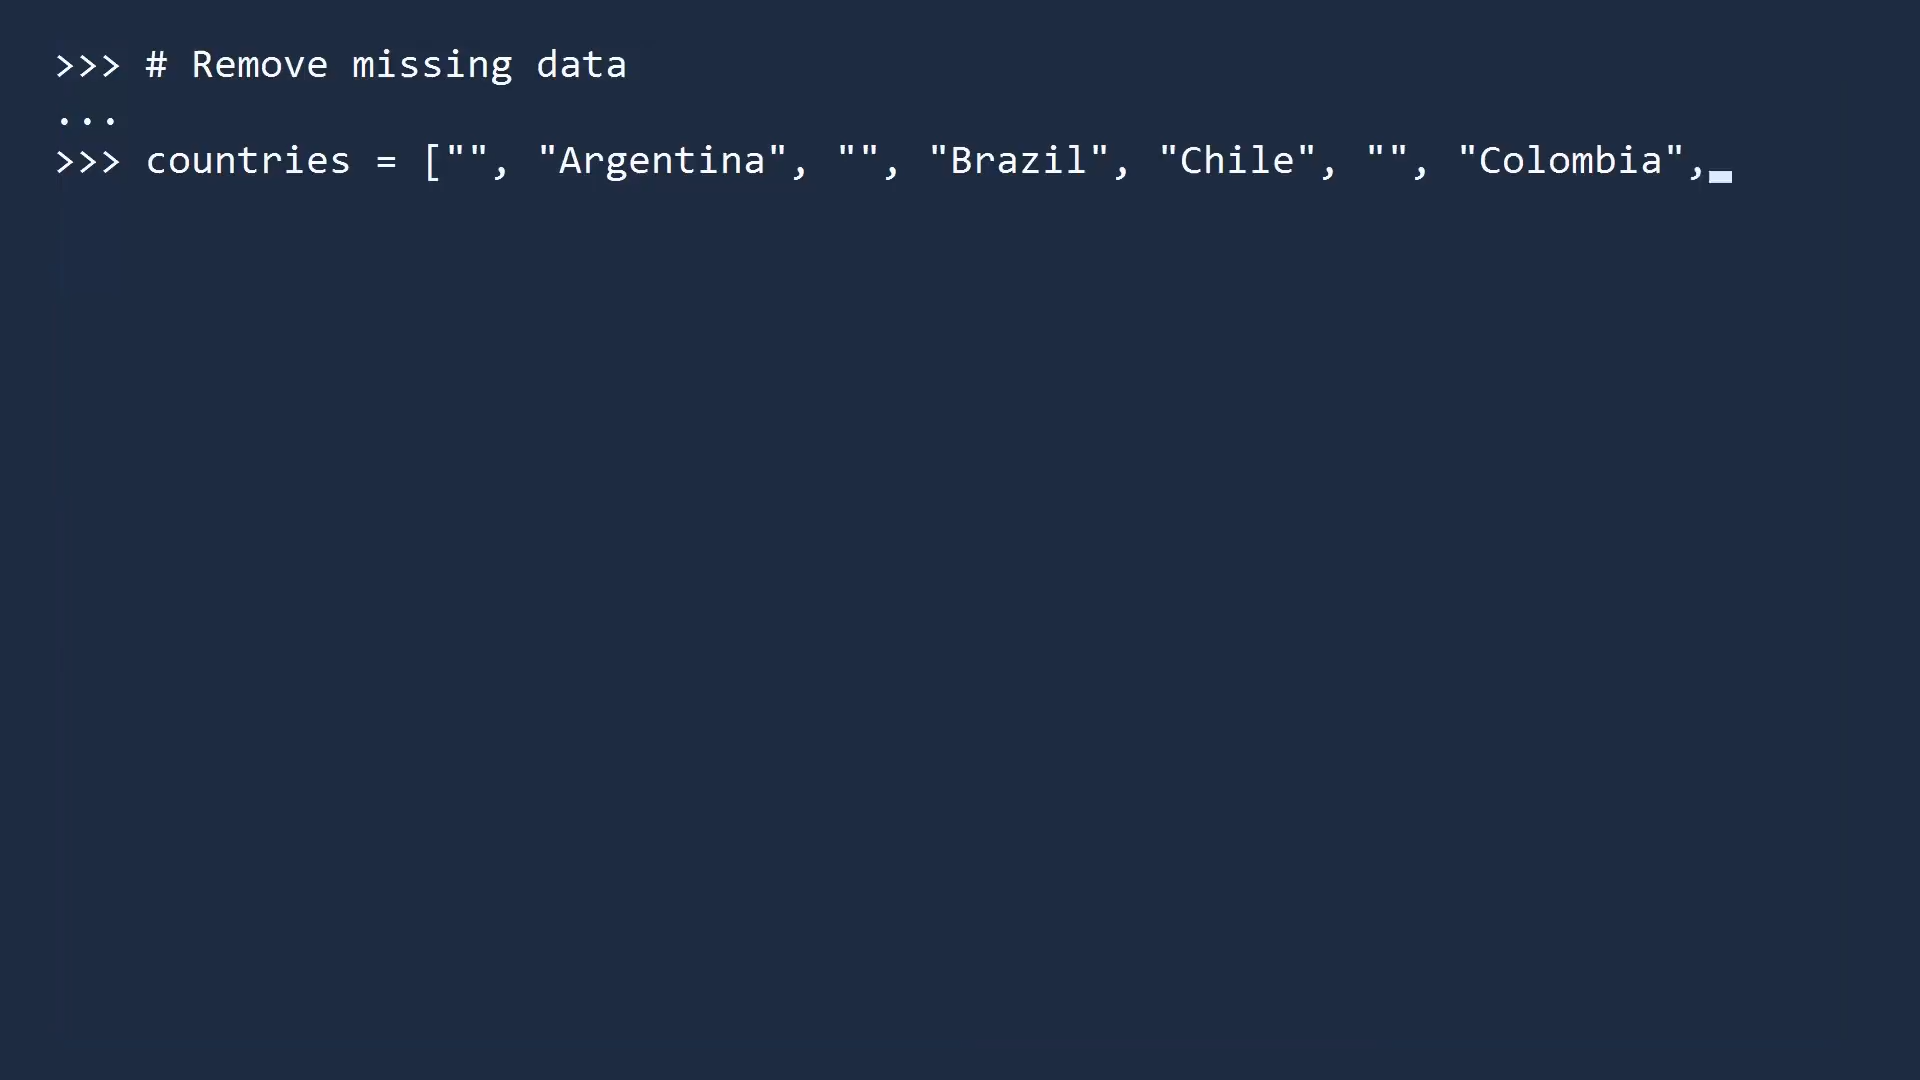 >>> # Remove missing data
...
>>> countries = ["", "Argentina", "", "Brazil", "Chile", "", "Colombia",